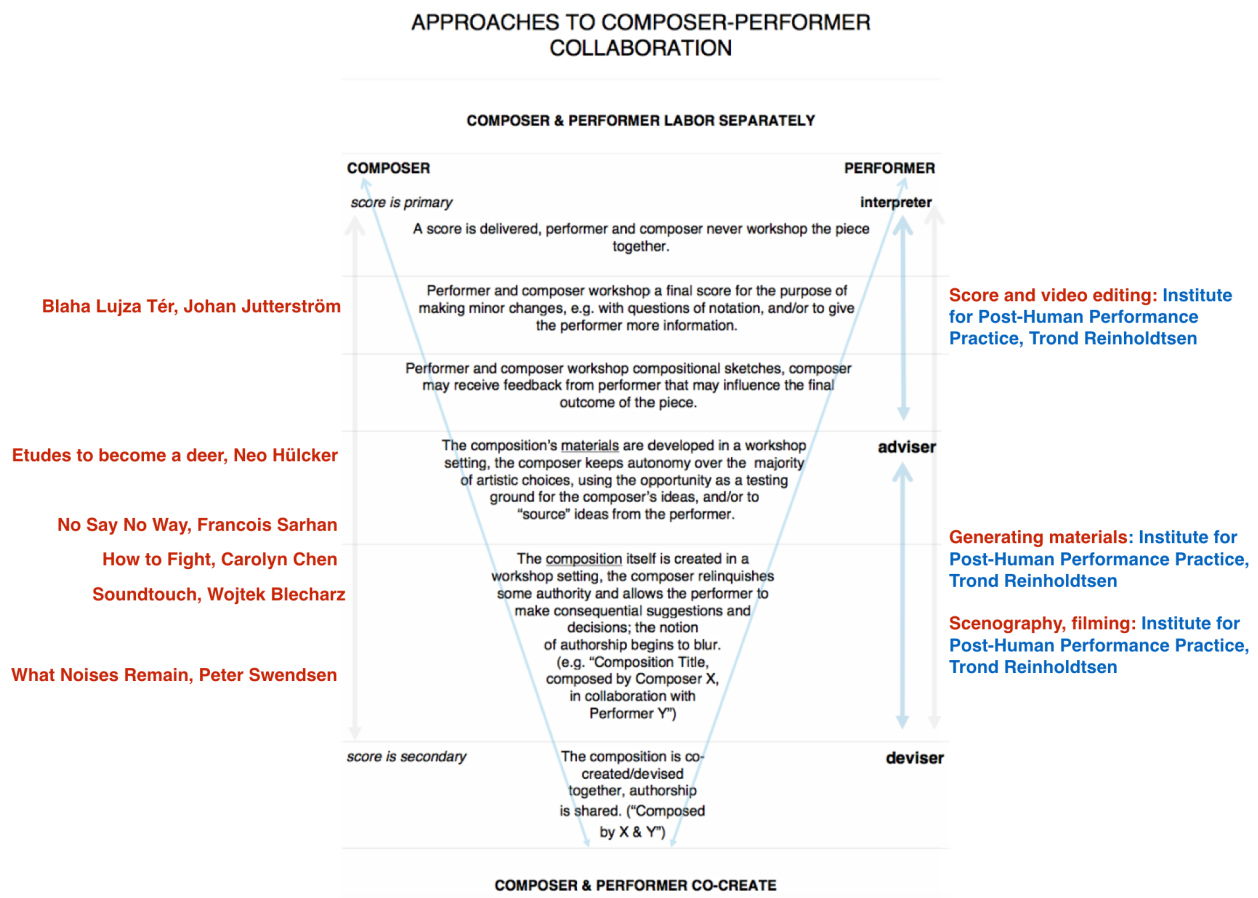 APPROACHES TO COMPOSER-PERFORMER
COLLABORATION
COMPOSER & PERFORMER LABOR SEPARATELY
COMPOSER
PERFORMER
score is primary
interpreter
A score is delivered, performer and composer never workshop the piece
together.
Blaha Lujza Tér, Johan Jutterström
Performer and composer workshop a final score for the purpose of
making minor changes, e.g. with questions of notation, and/or to give
the performer more information.
Score and video editing: Institute
for Post-Human Performance
Practice, Trond Reinholdtsen
Performer and composer workshop compositional sketches, composer
may receive feedback from performer that may influence the final
outcome of the piece.
Etudes to become a deer, Neo Hülcker
The composition's materials are developed in a workshop
setting, the composer keeps autonomy over the majority
of artistic choices, using the opportunity as a testing
ground for the composer's ideas, and/or to
"source" ideas from the performer.
adviser
No Say No Way, Francois Sarhan
How to Fight, Carolyn Chen
Soundtouch, Wojtek Blecharz
What Noises Remain, Peter Swendsen
The composition itself is created in a
workshop setting, the composer relinquishes
some authority and allows the performer to
make consequential suggestions and
decisions; the notion
of authorship begins to blur.
(e.g. "Composition Title,
composed by Composer X,
in collaboration with
Performer Y")
Generating materials: Institute for
Post-Human Performance Practice,
Trond Reinholdtsen
Scenography, filming: Institute for
Post-Human Performance Practice,
Trond Reinholdtsen
score is secondary
The composition is co-
created/devised
together, authorship
is shared. ("Composed
by X & Y")
deviser
COMPOSER & PERFORMER CO-CREATE